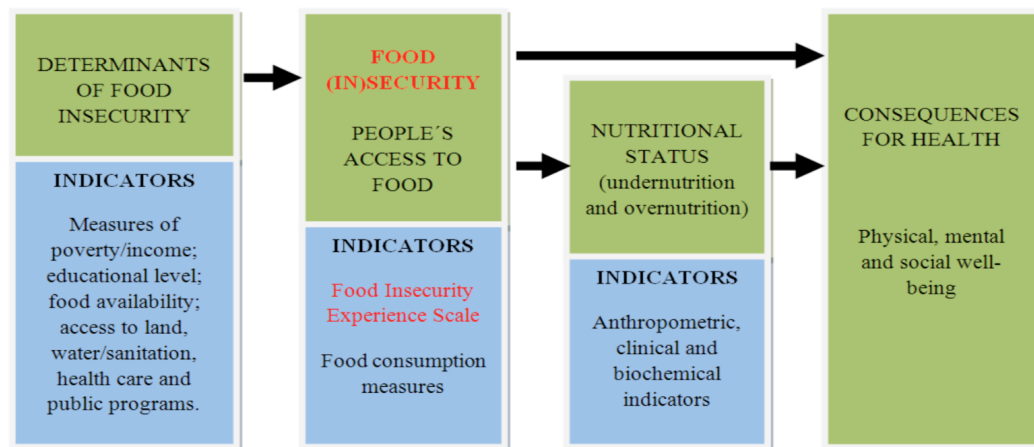 DETERMINANTS
OF FOOD
INSECURITY
INDICATORS
Measures of
poverty/income;
educational level;
food availability;
access to land,
water/sanitation,
health care and
public programs.
FOOD
(IN)SECURITY
PEOPLE´S
ACCESS TO
FOOD
INDICATORS
Food Insecurity
Experience Scale
Food consumption
measures
NUTRITIONAL
STATUS
(undernutrition
and overnutrition)
INDICATORS
Anthropometric,
clinical and
biochemical
indicators
CONSEQUENCES
FOR HEALTH
Physical, mental
and social well-
being